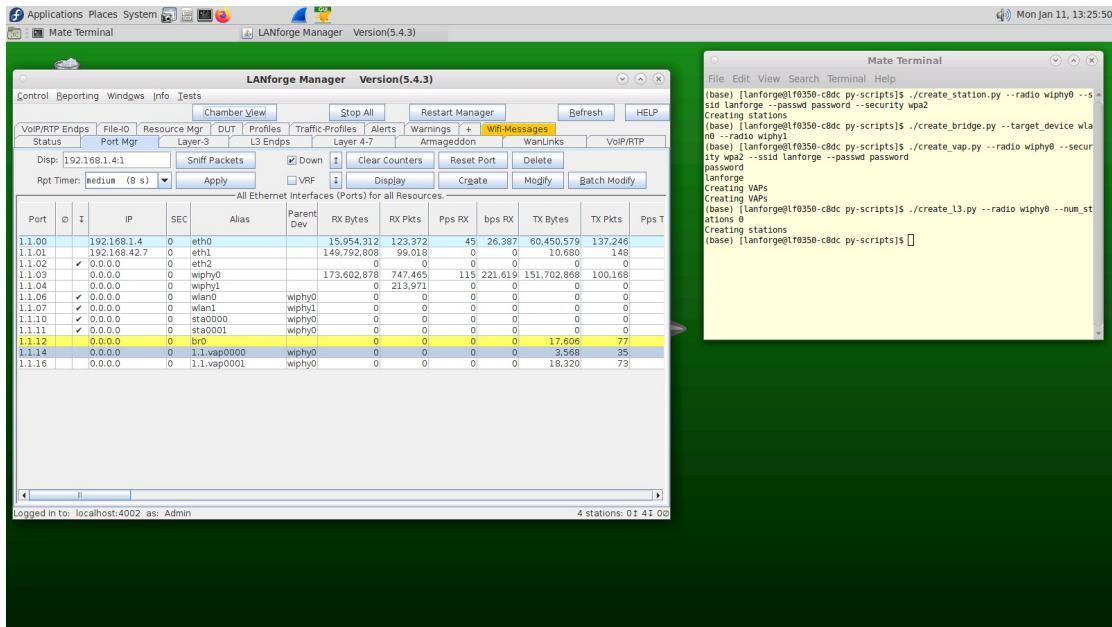 Applications Places System
Mon Jan 11, 13:25:50
Mate Terminal
LANforge Manager Version(5.4.3)
LANforge Manager Version(5.4.3)
Control Reporting Windows Info Tests
Chamber View Stop All Restart Manager Refresh HELP
VoIP/RTP Endps File-IO Resource Mgr DUT Profiles Traffic-Profiles Alerts Warnings + Wifi-Messages
Status Port Mgr Layer-3 L3 Endps Layer 4-7 Armageddon WanLinks VoIP/RTP
Disp: 192.168.1.4:1 Sniff Packets ✔ Down ↧ Clear Counters Reset Port Delete
Rpt Timer: medium (8 s) Apply VRF ↧ Display Create Modify Batch Modify
All Ethernet Interfaces (Ports) for all Resources.
Port ∅ ↧ IP SEC Alias Parent Dev RX Bytes RX Pkts Pps RX bps RX TX Bytes TX Pkts Pps T
1.1.00 192.168.1.4 0 eth0 15,954,312 123,372 45 26,387 60,450,579 137,246
1.1.01 192.168.42.7 0 eth1 149,792,808 99,018 0 0 10,680 148
1.1.02 ✔ 0.0.0.0 0 eth2 0 0 0 0 0 0
1.1.03 0.0.0.0 0 wiphy0 173,602,878 747,465 115 221,619 151,702,868 100,168
1.1.04 0.0.0.0 0 wiphy1 0 213,971 0 0 0 0
1.1.06 ✔ 0.0.0.0 0 wlan0 wiphy0 0 0 0 0 0 0
1.1.07 ✔ 0.0.0.0 0 wlan1 wiphy1 0 0 0 0 0 0
1.1.10 ✔ 0.0.0.0 0 sta0000 wiphy0 0 0 0 0 0 0
1.1.11 ✔ 0.0.0.0 0 sta0001 wiphy0 0 0 0 0 0 0
1.1.12 0.0.0.0 0 br0 0 0 0 0 17,606 77
1.1.14 0.0.0.0 0 1.1.vap0000 wiphy0 0 0 0 0 3,568 35
1.1.16 0.0.0.0 0 1.1.vap0001 wiphy0 0 0 0 0 18,320 73
Logged in to: localhost:4002 as: Admin 4 stations: 0↥ 4↧ 0∅
Mate Terminal
File Edit View Search Terminal Help
(base) [lanforge@lf0350-c8dc py-scripts]$ ./create_station.py --radio wiphy0 --s
sid lanforge --passwd password --security wpa2
Creating stations
(base) [lanforge@lf0350-c8dc py-scripts]$ ./create_bridge.py --target_device wla
n0 --radio wiphy1
(base) [lanforge@lf0350-c8dc py-scripts]$ ./create_vap.py --radio wiphy0 --secur
ity wpa2 --ssid lanforge --passwd password
password
lanforge
Creating VAPs
Creating VAPs
(base) [lanforge@lf0350-c8dc py-scripts]$ ./create_l3.py --radio wiphy0 --num_st
ations 0
Creating stations
(base) [lanforge@lf0350-c8dc py-scripts]$